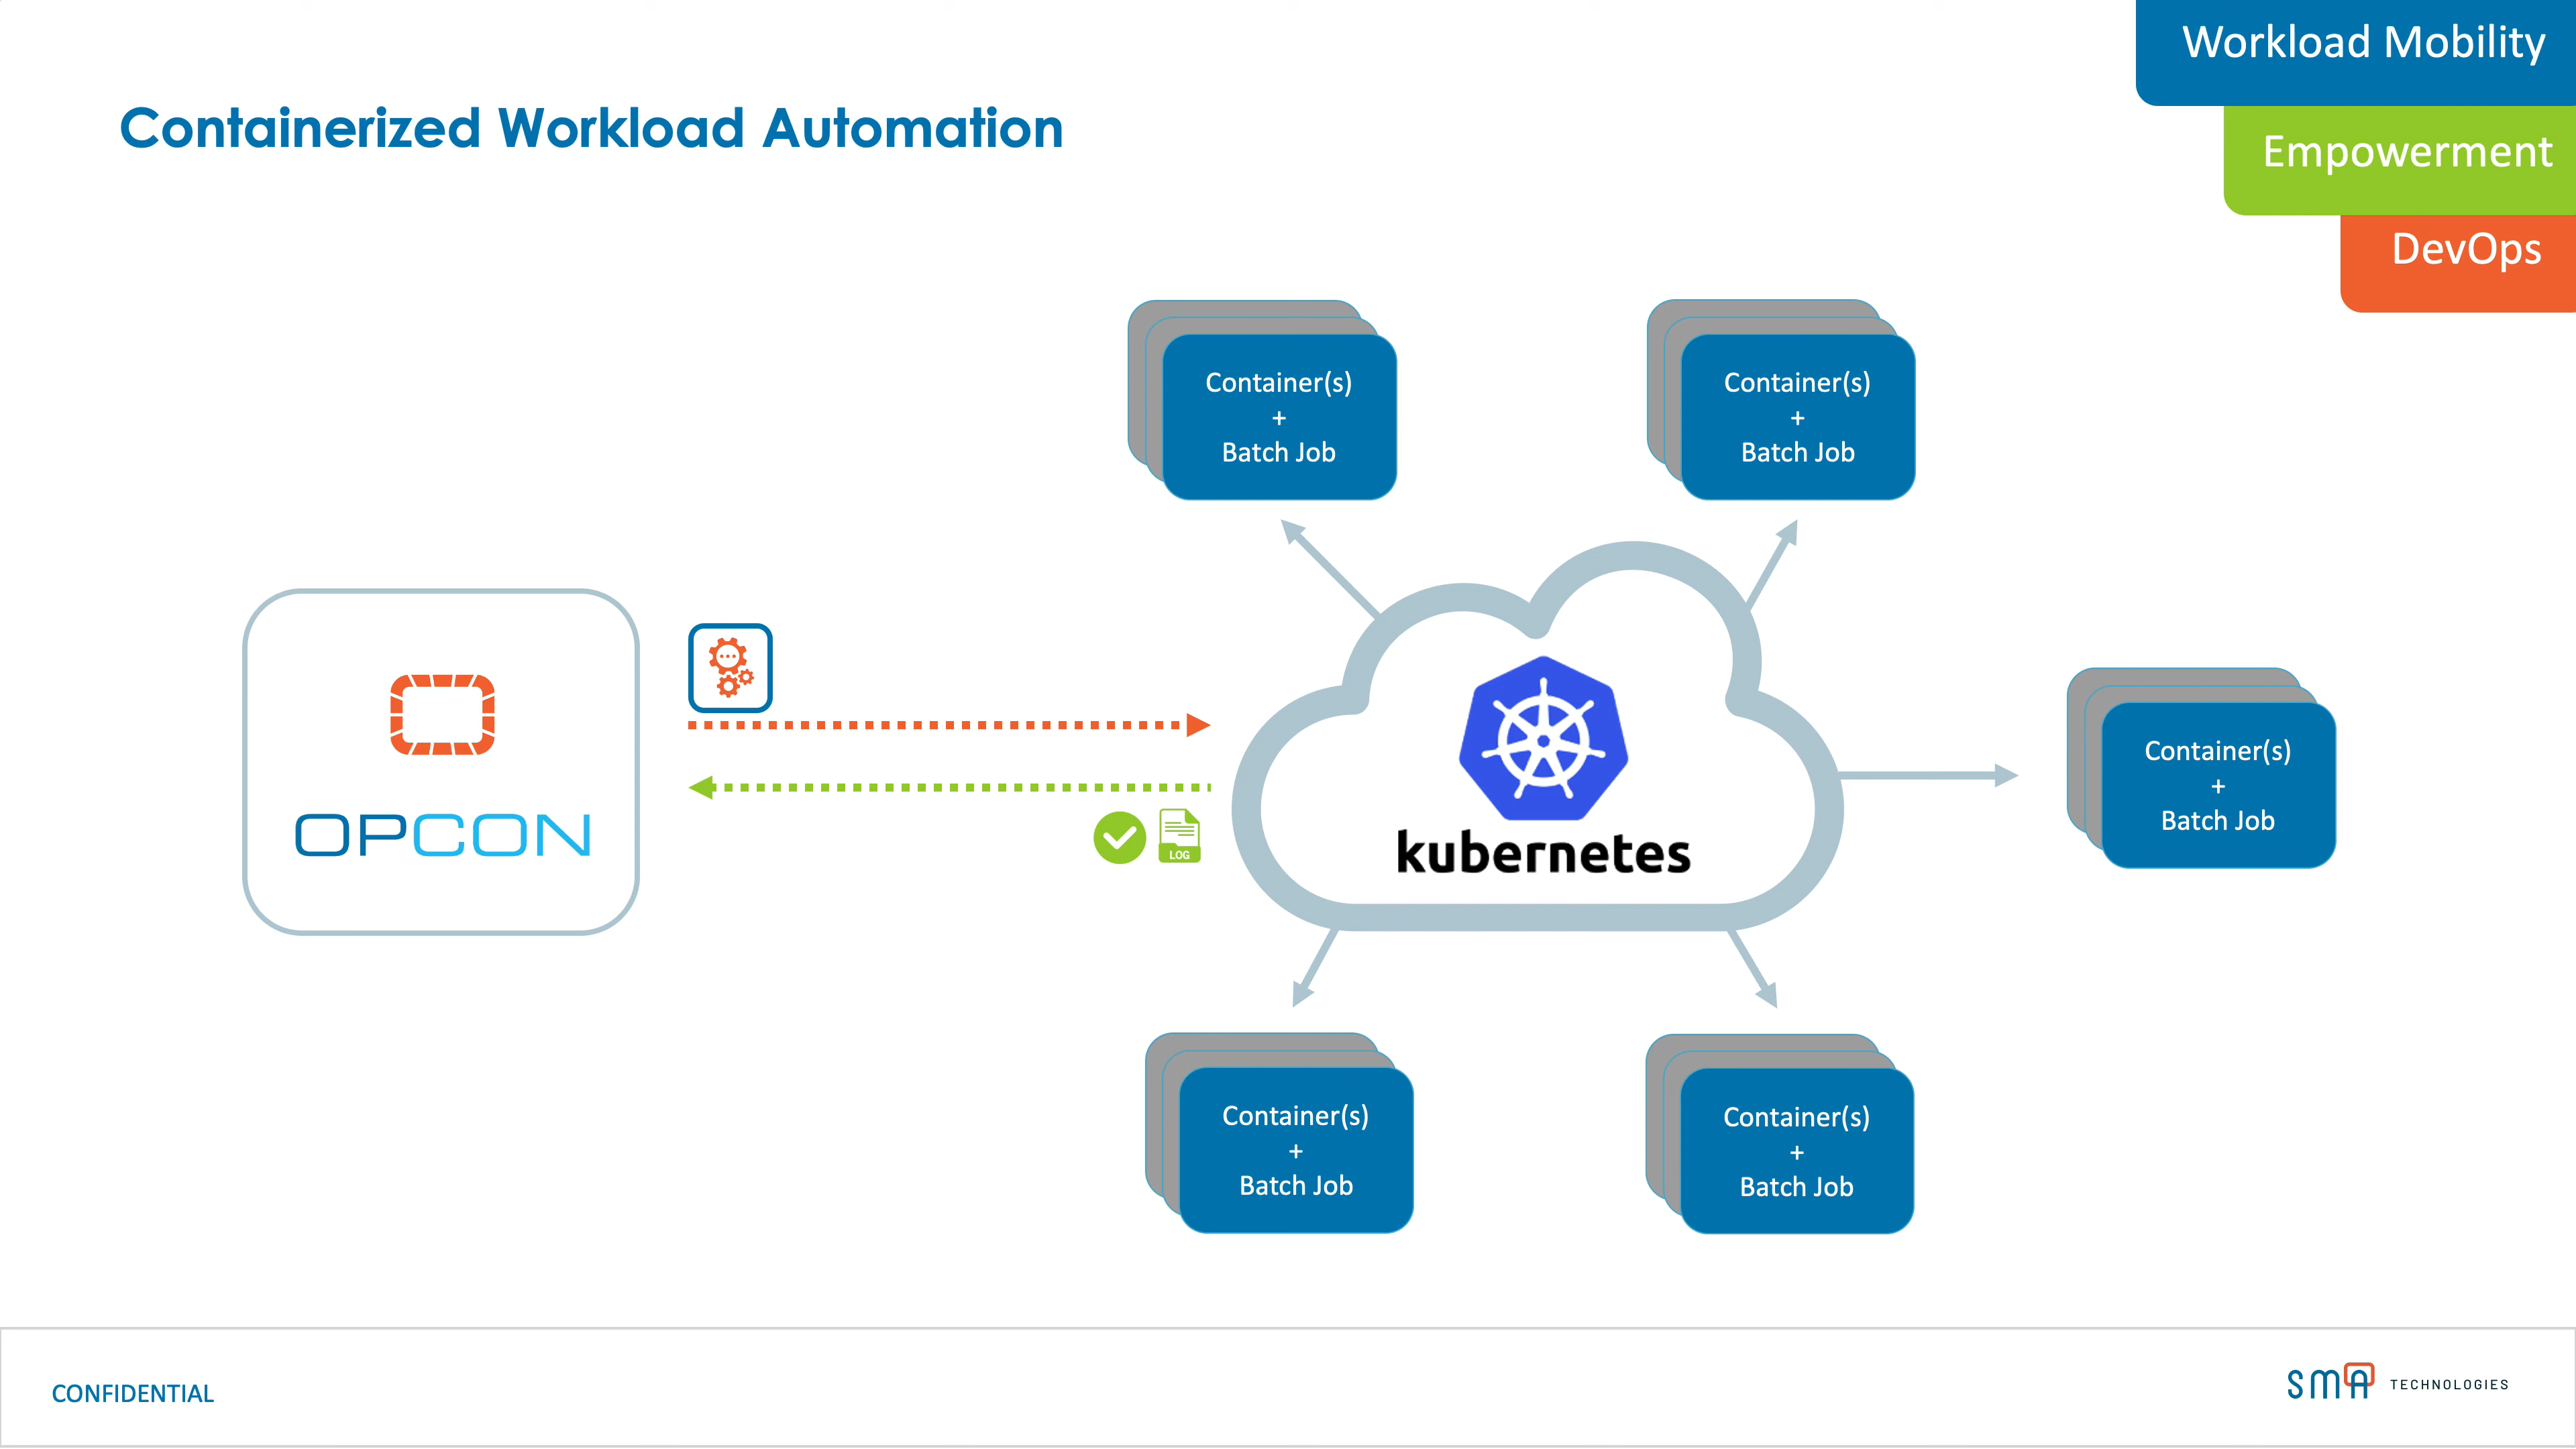 Workload Mobility
Containerized Workload Automation
Empowerment
DevOps
Container(s)
+
Batch Job
Container(s)
+
Batch Job
OPCON
LOG
kubernetes
Container(s)
+
Batch Job
Container(s)
+
Batch Job
Container(s)
+
Batch Job
CONFIDENTIAL
SMA TECHNOLOGIES